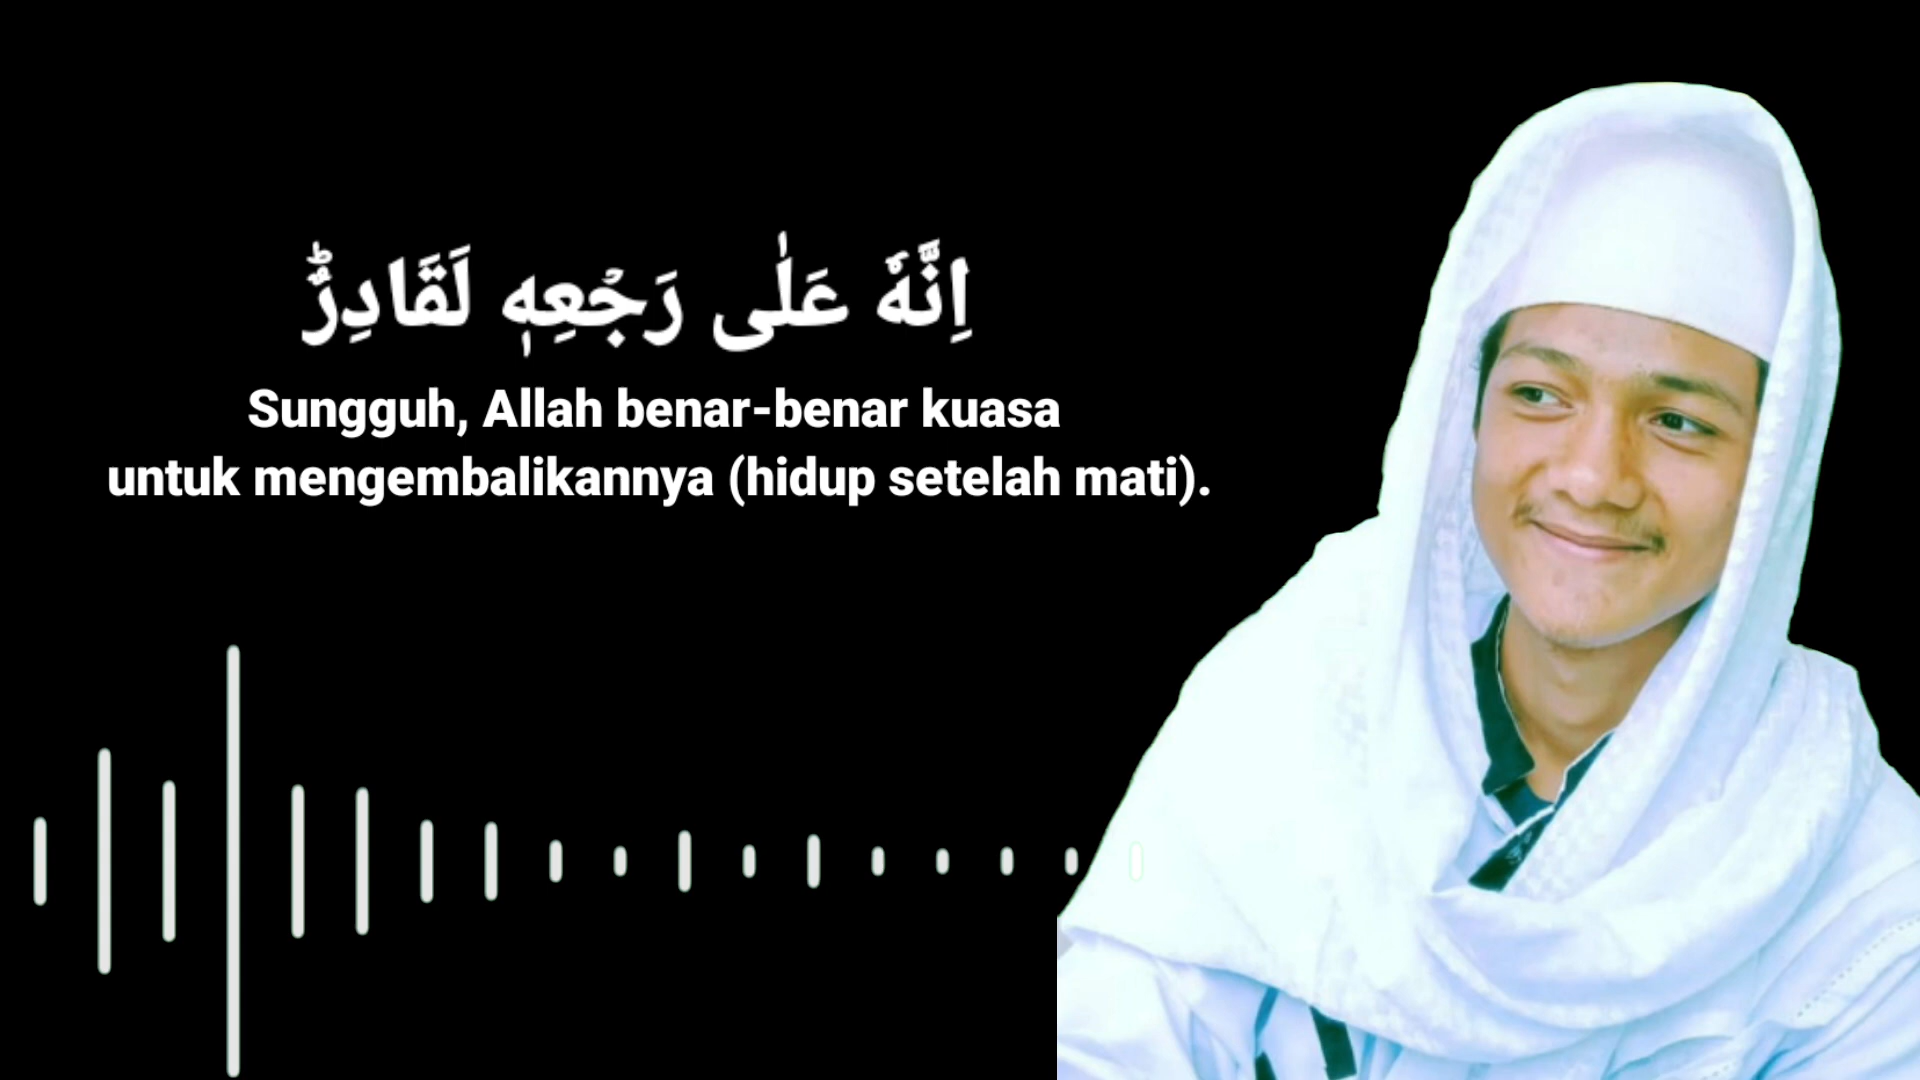 اِنَّهٗ عَلٰى رَجْعِهٖ لَقَادِرٌۗ
Sungguh, Allah benar-benar kuasa
untuk mengembalikannya (hidup setelah mati).